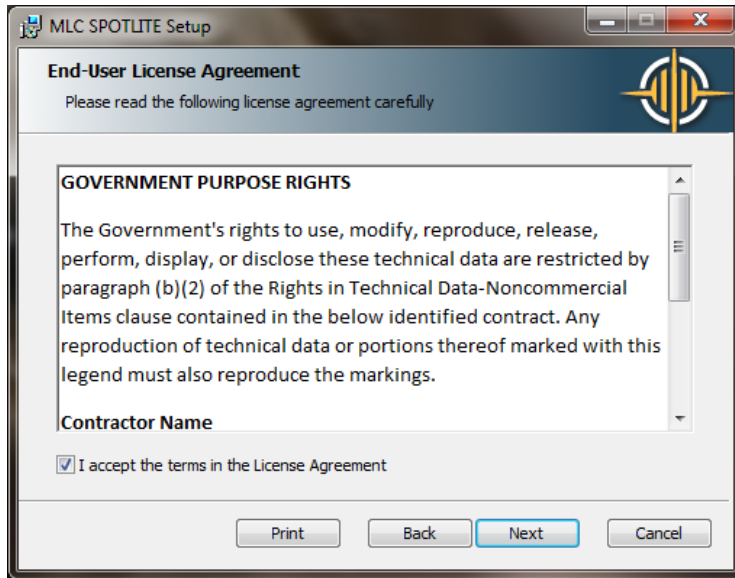 MLC SPOTLITE Setup
End-User License Agreement
Please read the following license agreement carefully
GOVERNMENT PURPOSE RIGHTS
The Government's rights to use, modify, reproduce, release,
perform, display, or disclose these technical data are restricted by
paragraph (b)(2) of the Rights in Technical Data-Noncommercial
Items clause contained in the below identified contract. Any
reproduction of technical data or portions thereof marked with this
legend must also reproduce the markings.
Contractor Name
I accept the terms in the License Agreement
Print Back Next Cancel